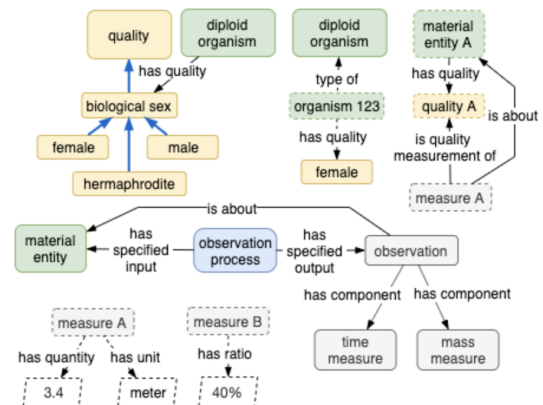 quality
diploid
organism
has quality
biological sex
female
male
hermaphrodite
diploid
organism
type of
organism 123
has quality
female
material
entity A
has quality
quality A
is about
is quality
measurement of
measure A
is about
material
entity
has
specified
input
observation
process
has
specified
output
observation
has component
has component
time
measure
mass
measure
measure A
has quantity
has unit
3.4
meter
measure B
has ratio
40%